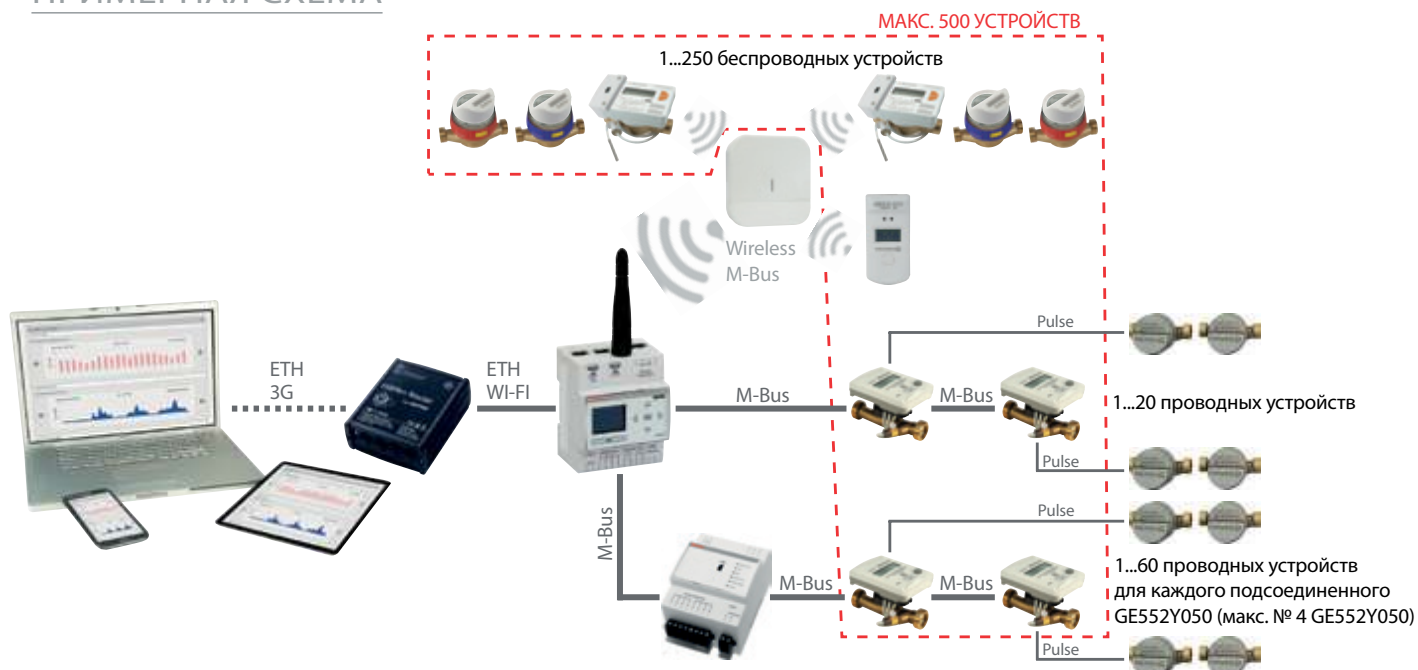 ПРИМЕРНАЯ СХЕМА
МАКС. 500 УСТРОЙСТВ
1...250 беспроводных устройств
Wireless
M-Bus
Pulse
ETH
3G
ETH
WI-FI
M-Bus
M-Bus
1...20 проводных устройств
Pulse
Pulse
M-Bus
M-Bus
M-Bus
1...60 проводных устройств
для каждого подсоединенного
GE552Y050 (макс. № 4 GE552Y050)
Pulse